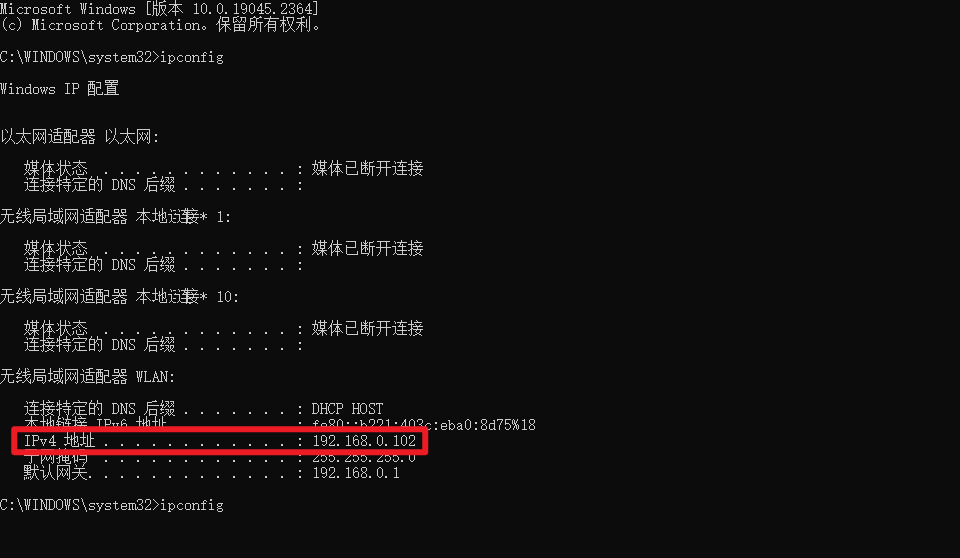 Microsoft Windows [版本 10.0.19045.2364]
(c) Microsoft Corporation。保留所有权利。
C:\WINDOWS\system32>ipconfig
Windows IP 配置
以太网适配器 以太网:
媒体状态 . . . . . . . . . . . . : 媒体已断开连接
连接特定的 DNS 后缀 . . . . . . . :
无线局域网适配器 本地连接* 1:
媒体状态 . . . . . . . . . . . . : 媒体已断开连接
连接特定的 DNS 后缀 . . . . . . . :
无线局域网适配器 本地连接* 10:
媒体状态 . . . . . . . . . . . . : 媒体已断开连接
连接特定的 DNS 后缀 . . . . . . . :
无线局域网适配器 WLAN:
连接特定的 DNS 后缀 . . . . . . . : DHCP HOST
本地链接 IPv6 地址. . . . . . . . : fe80::b221:403c:eba0:8d75%18
IPv4 地址 . . . . . . . . . . . . : 192.168.0.102
子网掩码 . . . . . . . . . . . . : 255.255.255.0
默认网关. . . . . . . . . . . . . : 192.168.0.1
C:\WINDOWS\system32>ipconfig